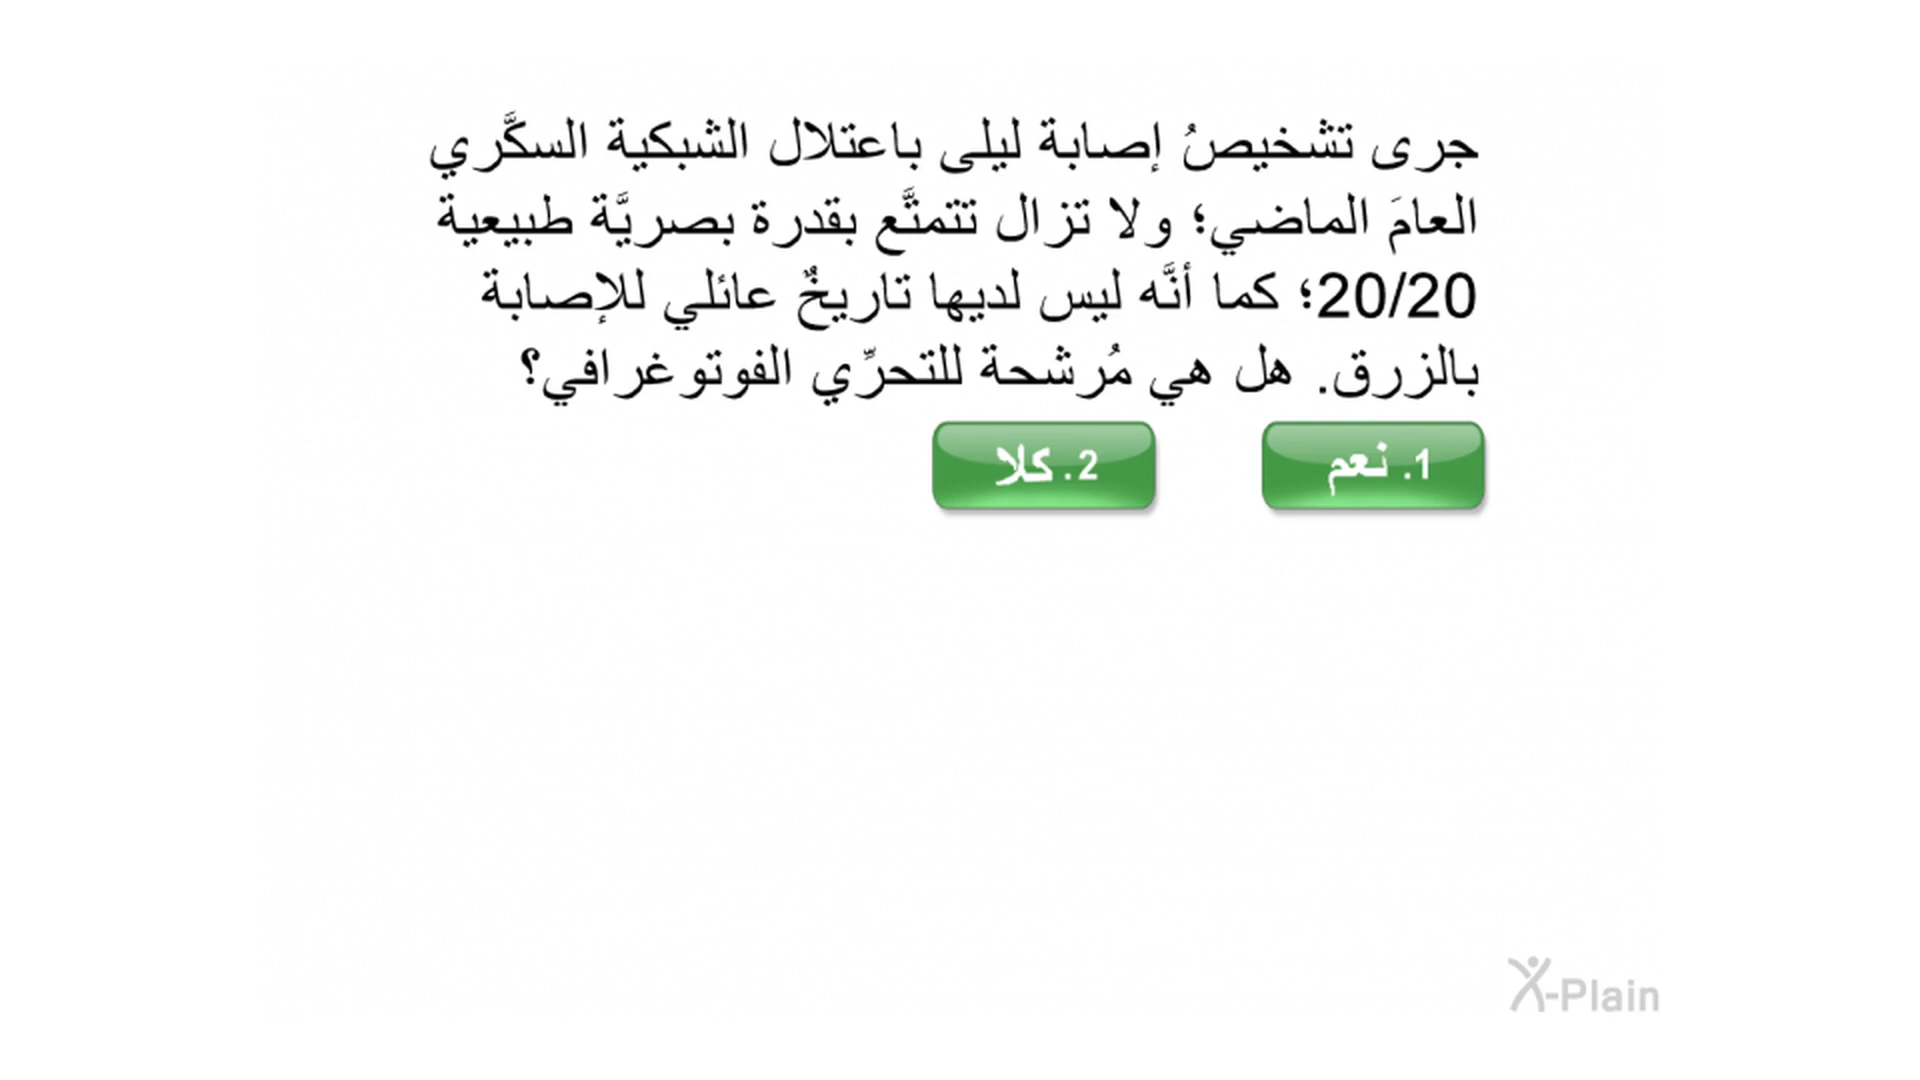 جرى تشخيصُ إصابة ليلى باعتلال الشبكية السكَّري
العامَ الماضي؛ ولا تزال تتمتَّع بقدرة بصريَّة طبيعية
20/20؛ كما أنَّه ليس لديها تاريخٌ عائلي للإصابة
بالزرق. هل هي مُرشحة للتحرِّي الفوتوغرافي؟
1. نعم
2. كلا
X-Plain